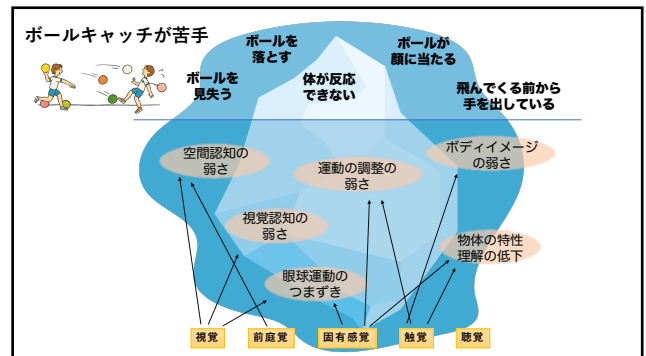 ボールキャッチが苦手
ボールを
落とす
ボールが
顔に当たる
ボールを
見失う
体が反応
できない
飛んでくる前から
手を出している
空間認知の
弱さ
運動の調整の
弱さ
ボディイメージ
の弱さ
視覚認知の
弱さ
物体の特性
理解の低下
眼球運動の
つまずき
視覚
前庭覚
固有感覚
触覚
聴覚